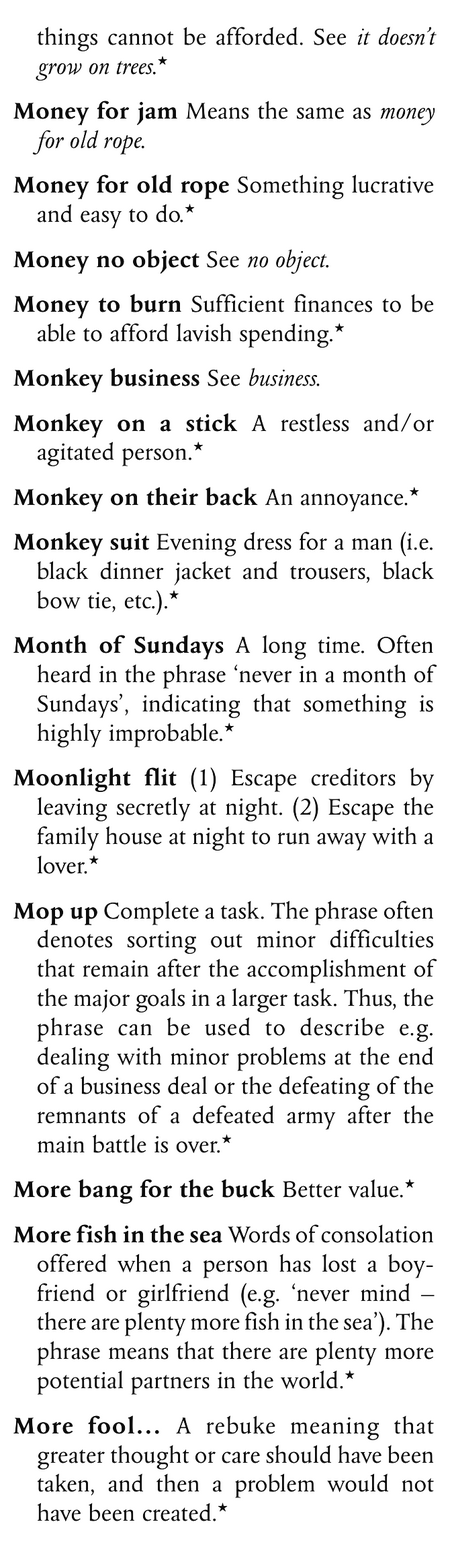 things cannot be afforded. See it doesn't
grow on trees.★
Money for jam Means the same as money
for old rope.
Money for old rope Something lucrative
and easy to do.★
Money no object See no object.
Money to burn Sufficient finances to be
able to afford lavish spending.★
Monkey business See business.
Monkey on a stick A restless and/or
agitated person.★
Monkey on their back An annoyance.★
Monkey suit Evening dress for a man (i.e.
black dinner jacket and trousers, black
bow tie, etc.).★
Month of Sundays A long time. Often
heard in the phrase ‘never in a month of
Sundays’, indicating that something is
highly improbable.★
Moonlight flit (1) Escape creditors by
leaving secretly at night. (2) Escape the
family house at night to run away with a
lover.★
Mop up Complete a task. The phrase often
denotes sorting out minor difficulties
that remain after the accomplishment of
the major goals in a larger task. Thus, the
phrase can be used to describe e.g.
dealing with minor problems at the end
of a business deal or the defeating of the
remnants of a defeated army after the
main battle is over.★
More bang for the buck Better value.★
More fish in the sea Words of consolation
offered when a person has lost a boy-
friend or girlfriend (e.g. ‘never mind –
there are plenty more fish in the sea’). The
phrase means that there are plenty more
potential partners in the world.★
More fool... A rebuke meaning that
greater thought or care should have been
taken, and then a problem would not
have been created.★